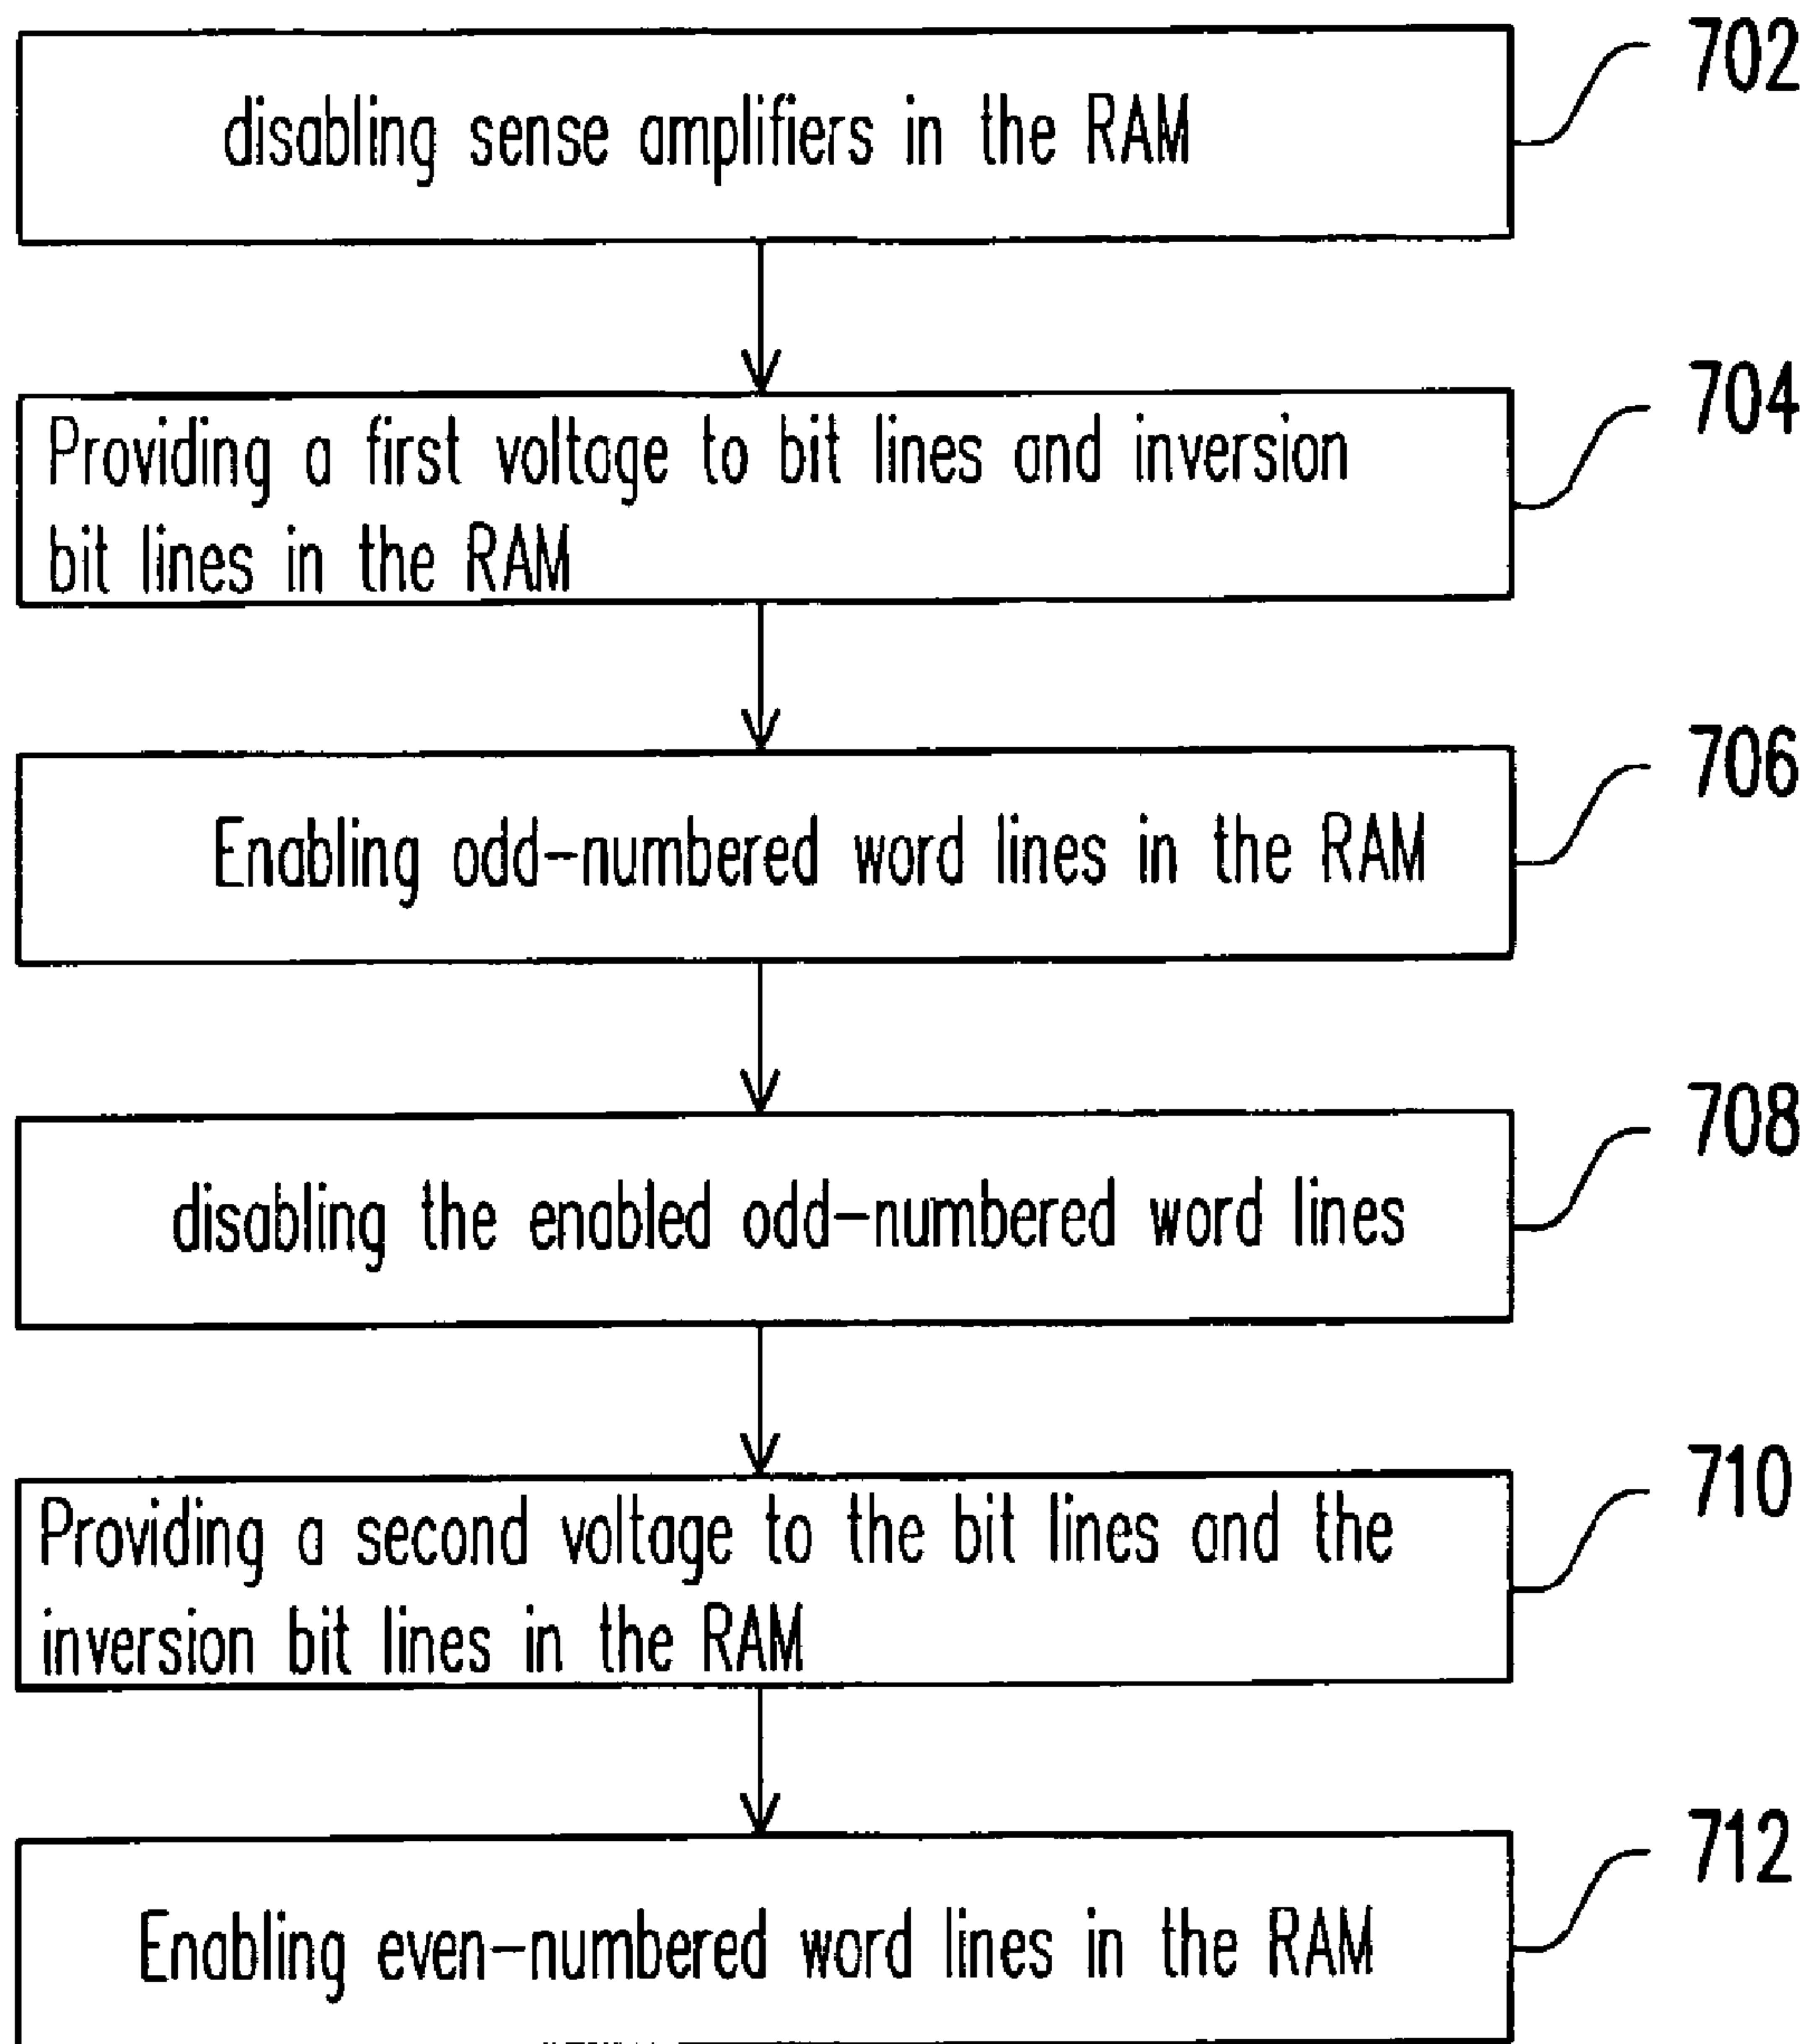 702
disabling sense amplifiers in the RAM
704
Providing a first voltage to bit lines and inversion
bit lines in the RAM
706
Enabling odd-numbered word lines in the RAM
708
disabling the enabled odd-numbered word lines
710
Providing a second voltage to the bit lines and the
inversion bit lines in the RAM
712
Enabling even-numbered word lines in the RAM